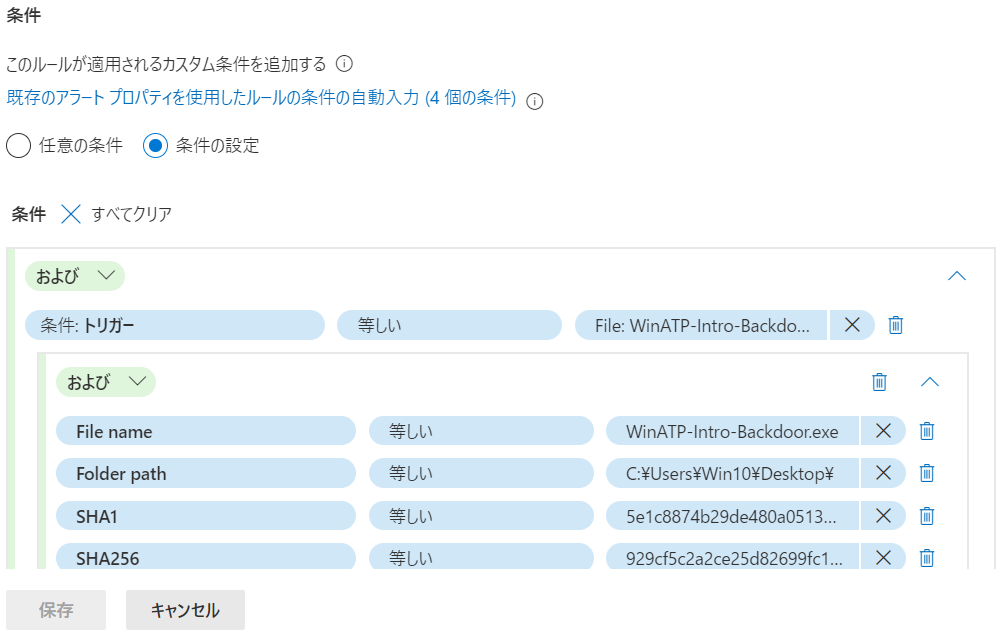 条件
このルールが適用されるカスタム条件を追加する
既存のアラート プロパティを使用したルールの条件の自動入力 (4 個の条件)
任意の条件 条件の設定
条件 すべてクリア
および
条件: トリガー 等しい File: WinATP-Intro-Backdo...
および
File name 等しい WinATP-Intro-Backdoor.exe
Folder path 等しい C:¥Users¥Win10¥Desktop¥
SHA1 等しい 5e1c8874b29de480a0513...
SHA256 等しい 929cf5c2a2ce25d82699fc1...
保存 キャンセル